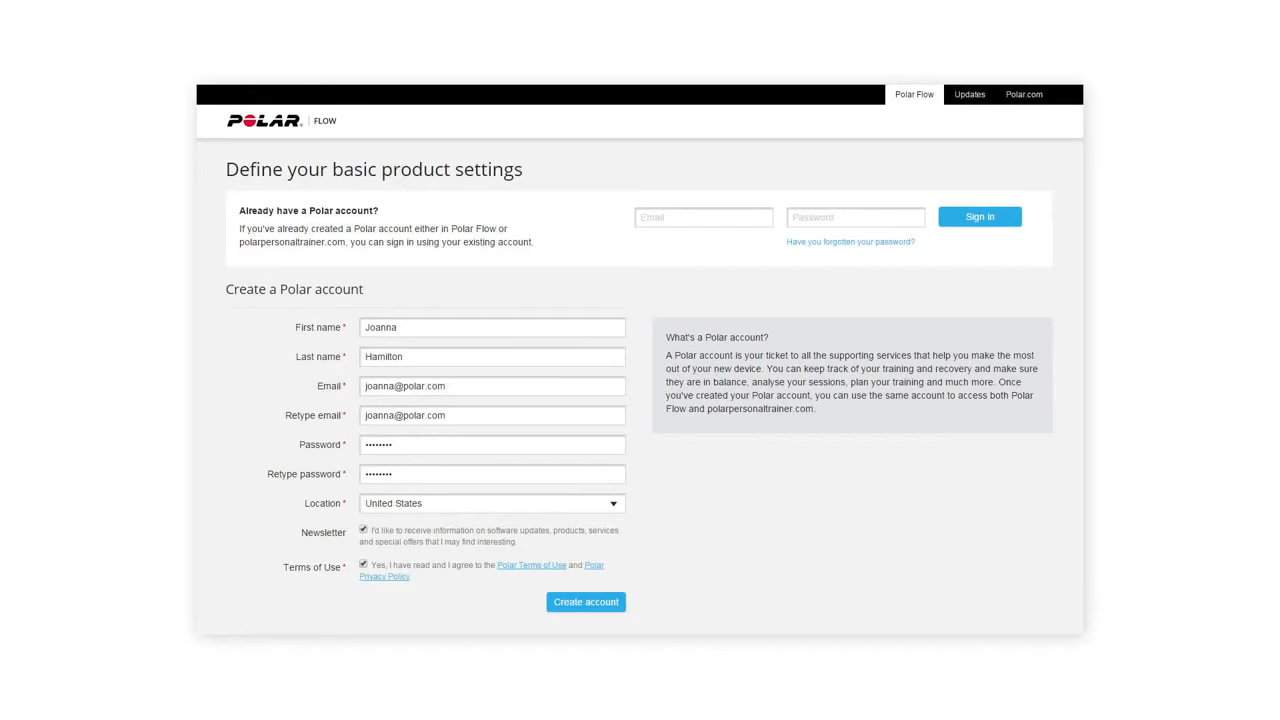 Polar Flow Updates Polar.com
POLAR FLOW
Define your basic product settings
Already have a Polar account?
If you've already created a Polar account either in Polar Flow or
polarpersonaltrainer.com, you can sign in using your existing account.
Email Password Sign in
Have you forgotten your password?
Create a Polar account
First name * Joanna
Last name * Hamilton
Email * joanna@polar.com
Retype email * joanna@polar.com
Password * ••••••••
Retype password * ••••••••
Location * United States
Newsletter I'd like to receive information on software updates, products, services
and special offers that I may find interesting.
Terms of Use * Yes, I have read and I agree to the Polar Terms of Use and Polar
Privacy Policy
Create account
What's a Polar account?
A Polar account is your ticket to all the supporting services that help you make the most
out of your new device. You can keep track of your training and recovery and make sure
they are in balance, analyse your sessions, plan your training and much more. Once
you've created your Polar account, you can use the same account to access both Polar
Flow and polarpersonaltrainer.com.